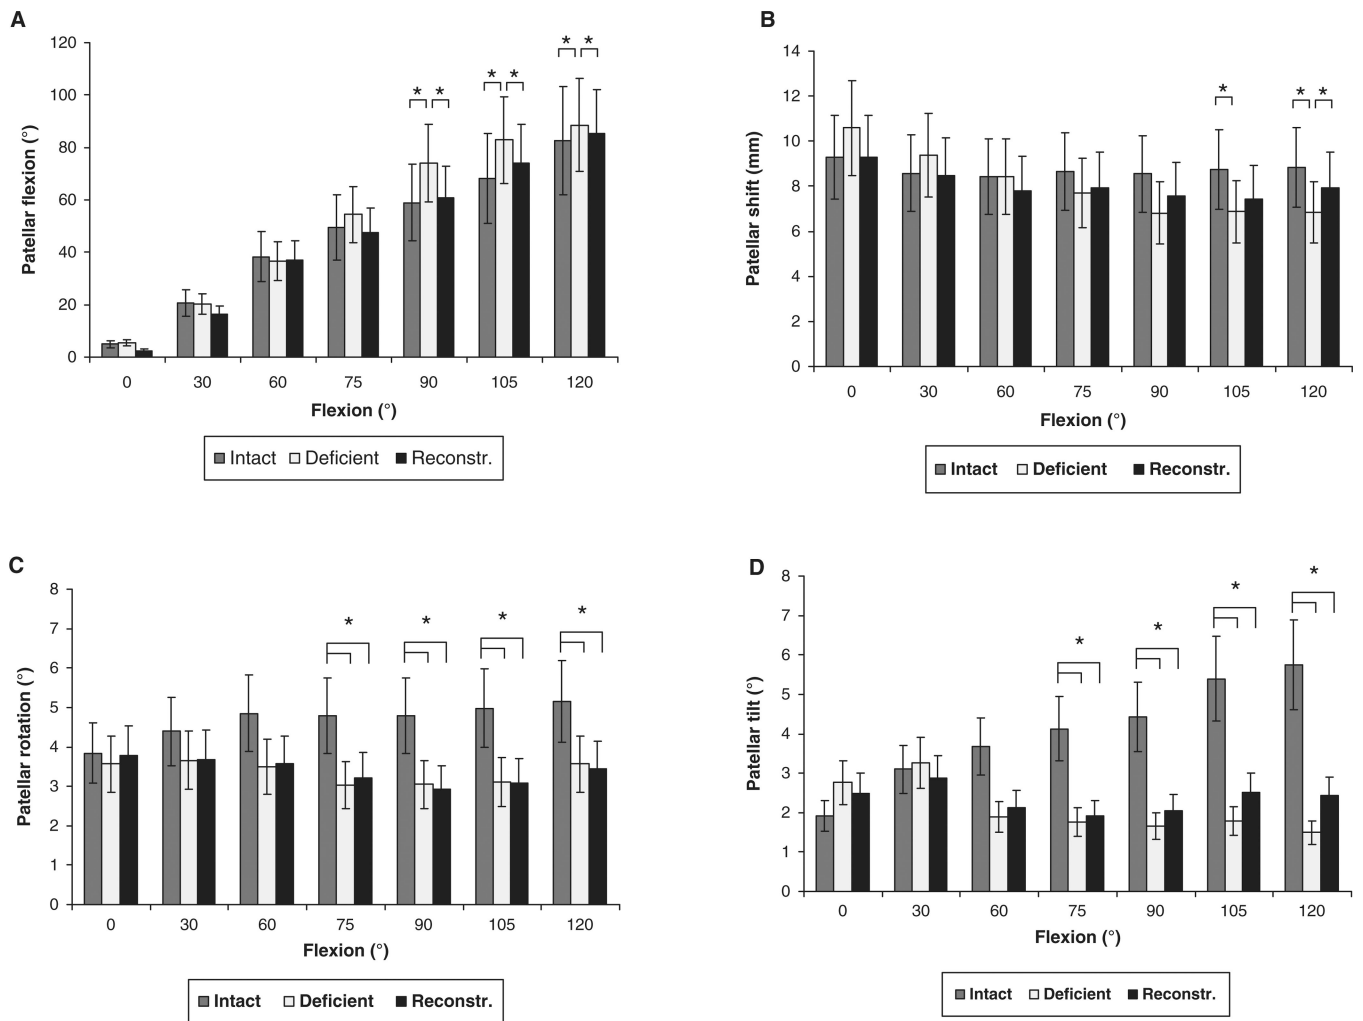 A
120
100
80
60
40
20
0
Patellar flexion (°)
* * * * * *
0 30 60 75 90 105 120
Flexion (°)
Intact Deficient Reconstr.
B
14
12
10
8
6
4
2
0
Patellar shift (mm)
* * *
0 30 60 75 90 105 120
Flexion (°)
Intact Deficient Reconstr.
C
8
7
6
5
4
3
2
1
0
Patellar rotation (°)
* * * *
0 30 60 75 90 105 120
Flexion (°)
Intact Deficient Reconstr.
D
8
7
6
5
4
3
2
1
0
Patellar tilt (°)
* * * *
0 30 60 75 90 105 120
Flexion (°)
Intact Deficient Reconstr.